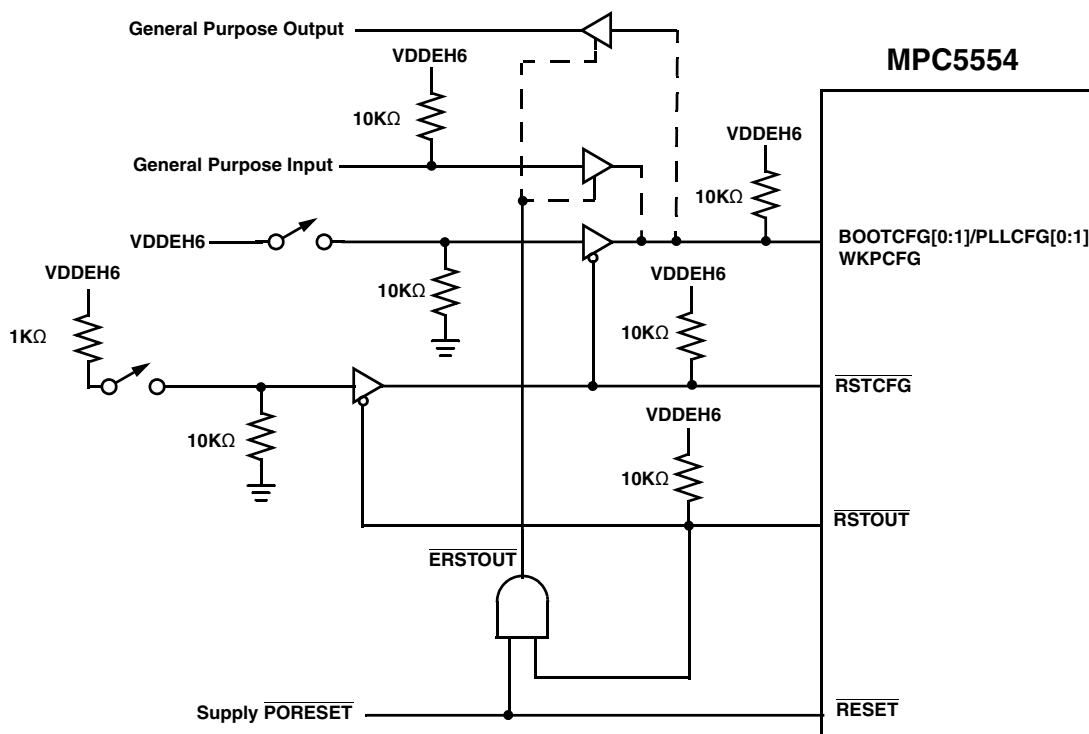 General Purpose Output
VDDEH6
MPC5554
10KΩ
VDDEH6
General Purpose Input
10KΩ
VDDEH6
BOOTCFG[0:1]/PLLCFG[0:1]
WKPCFG
VDDEH6
10KΩ
VDDEH6
1KΩ
10KΩ
RSTCFG
VDDEH6
10KΩ
10KΩ
RSTOUT
ERSTOUT
Supply PORESET
RESET